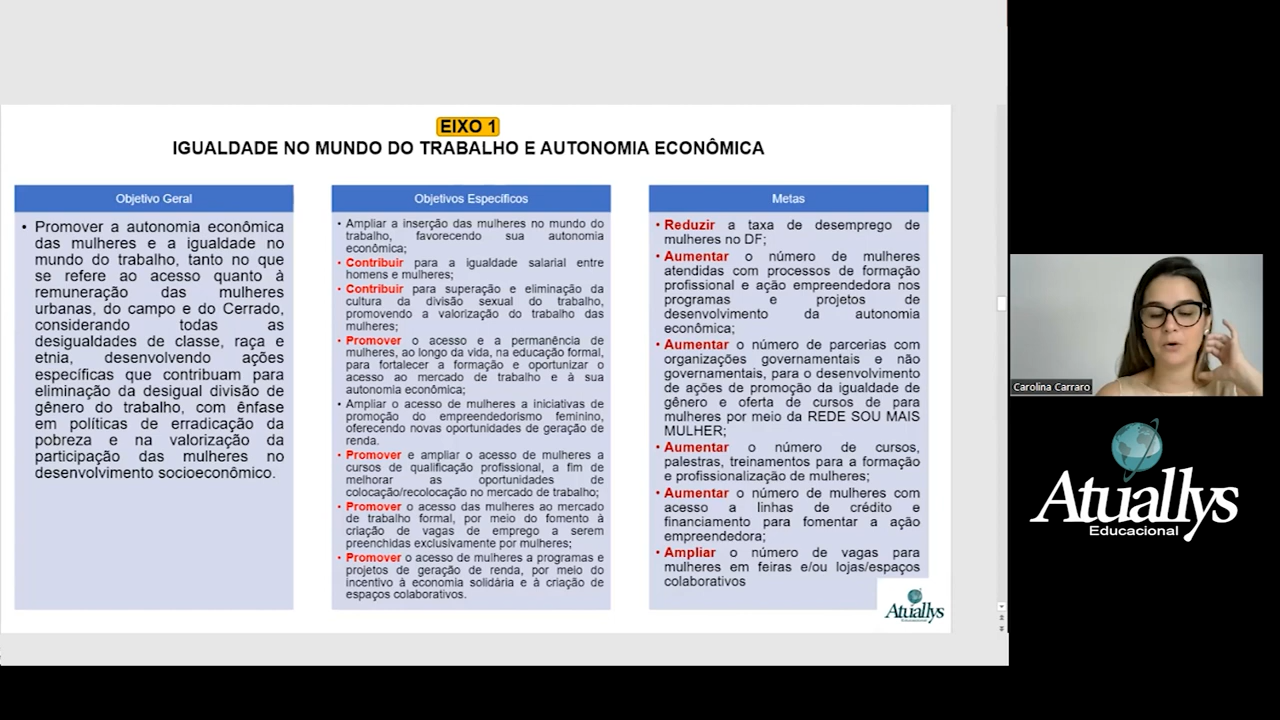 EIXO 1
IGUALDADE NO MUNDO DO TRABALHO E AUTONOMIA ECONÔMICA
Objetivo Geral
• Promover a autonomia econômica
das mulheres e a igualdade no
mundo do trabalho, tanto no que
se refere ao acesso quanto à
remuneração das mulheres
urbanas, do campo e do Cerrado,
considerando todas as
desigualdades de classe, raça e
etnia, desenvolvendo ações
específicas que contribuam para
eliminação da desigual divisão de
gênero do trabalho, com ênfase
em políticas de erradicação da
pobreza e na valorização da
participação das mulheres no
desenvolvimento socioeconômico.
Objetivos Específicos
• Ampliar a inserção das mulheres no mundo do
trabalho, favorecendo sua autonomia
econômica;
• Contribuir para a igualdade salarial entre
homens e mulheres;
• Contribuir para superação e eliminação da
cultura da divisão sexual do trabalho,
promovendo a valorização do trabalho das
mulheres;
• Promover o acesso e a permanência de
mulheres, ao longo da vida, na educação formal,
para fortalecer a formação e oportunizar o
acesso ao mercado de trabalho e à sua
autonomia econômica;
• Ampliar o acesso de mulheres a iniciativas de
promoção do empreendedorismo feminino,
oferecendo novas oportunidades de geração de
renda.
• Promover e ampliar o acesso de mulheres a
cursos de qualificação profissional, a fim de
melhorar as oportunidades de
colocação/recolocação no mercado de trabalho;
• Promover o acesso das mulheres ao mercado
de trabalho formal, por meio do fomento à
criação de vagas de emprego a serem
preenchidas exclusivamente por mulheres;
• Promover o acesso de mulheres a programas e
projetos de geração de renda, por meio do
incentivo à economia solidária e à criação de
espaços colaborativos.
Metas
• Reduzir a taxa de desemprego de
mulheres no DF;
• Aumentar o número de mulheres
atendidas com processos de formação
profissional e ação empreendedora nos
programas e projetos de
desenvolvimento da autonomia
econômica;
• Aumentar o número de parcerias com
organizações governamentais e não
governamentais, para o desenvolvimento
de ações de promoção da igualdade de
gênero e oferta de cursos de para
mulheres por meio da REDE SOU MAIS
MULHER;
• Aumentar o número de cursos,
palestras, treinamentos para a formação
e profissionalização de mulheres;
• Aumentar o número de mulheres com
acesso a linhas de crédito e
financiamento para fomentar a ação
empreendedora;
• Ampliar o número de vagas para
mulheres em feiras e/ou lojas/espaços
colaborativos
Atuallys
Educacional
Carolina Carraro
Atuallys
Educacional